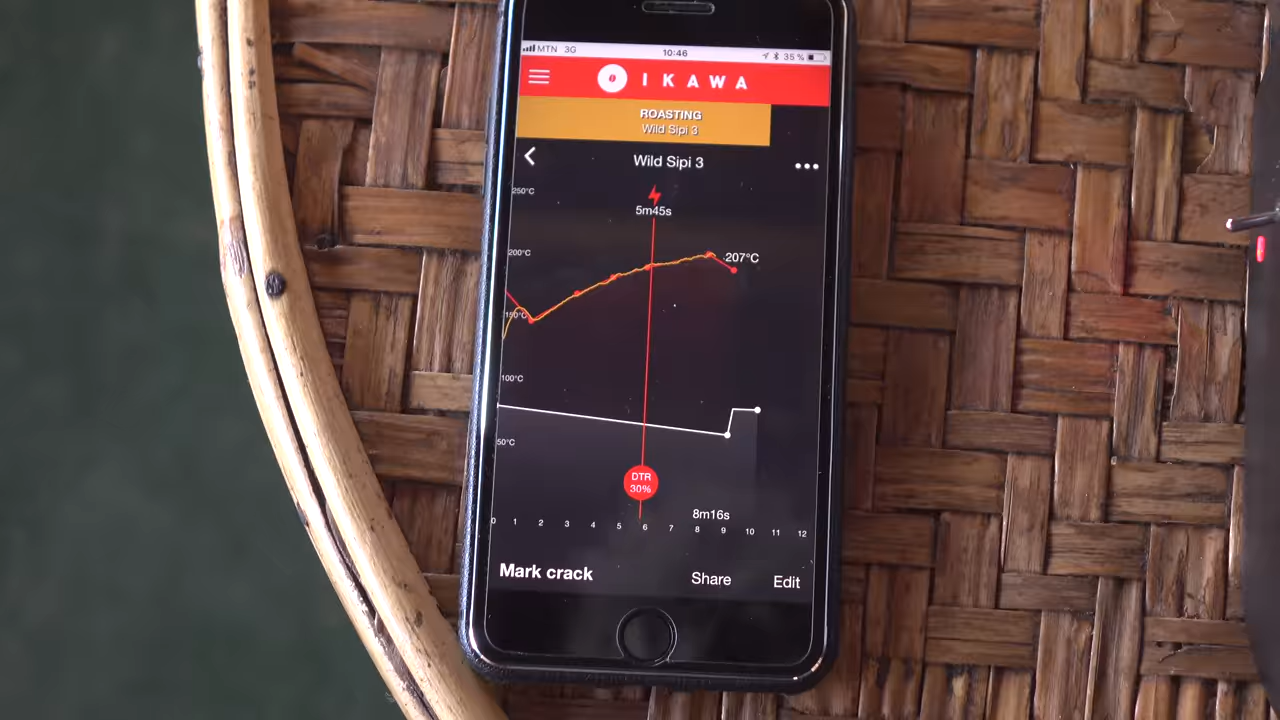 MTN 3G 10:46 35 %
IKAWA
ROASTING
Wild Sipi 3
Wild Sipi 3
250°C
5m45s
200°C
207°C
150°C
100°C
50°C
DTR
30%
8m16s
0 1 2 3 4 5 6 7 8 9 10 11 12
Mark crack Share Edit